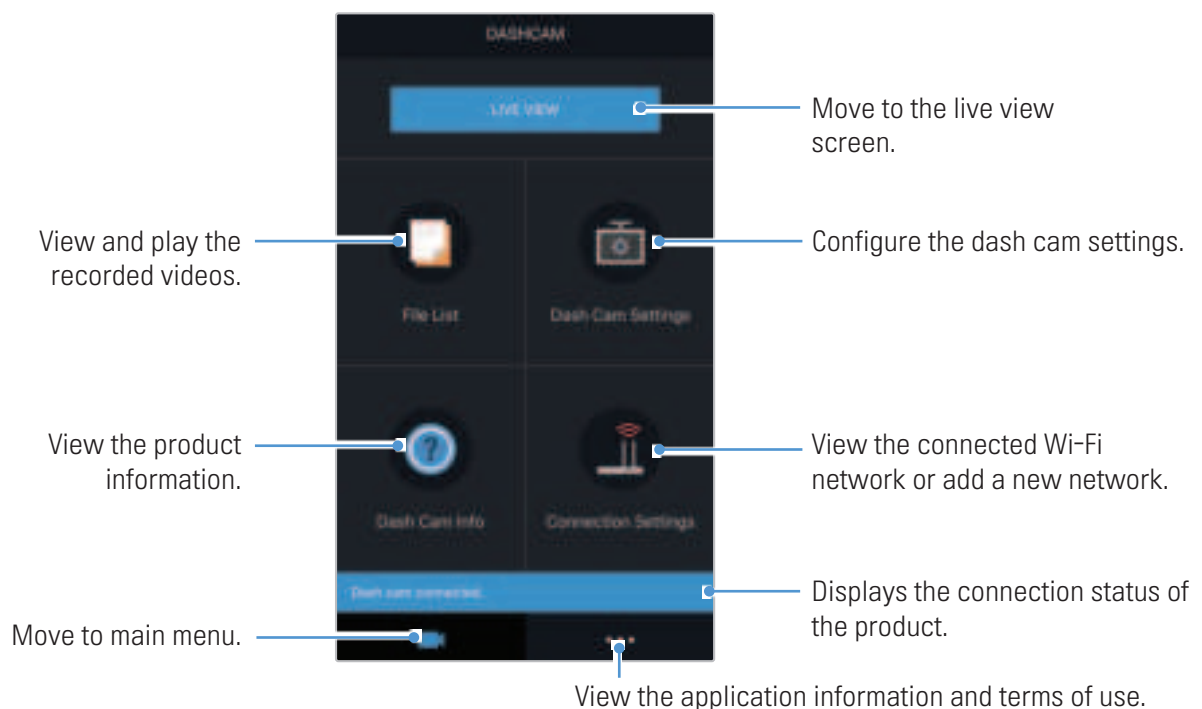 DASHCAM
LIVE VIEW
Move to the live view
screen.
View and play the
recorded videos.
Configure the dash cam settings.
File List
Dash Cam Settings
View the product
information.
View the connected Wi-Fi
network or add a new network.
Dash Cam Info
Connection Settings
Dash cam connected.
Displays the connection status of
the product.
Move to main menu.
View the application information and terms of use.